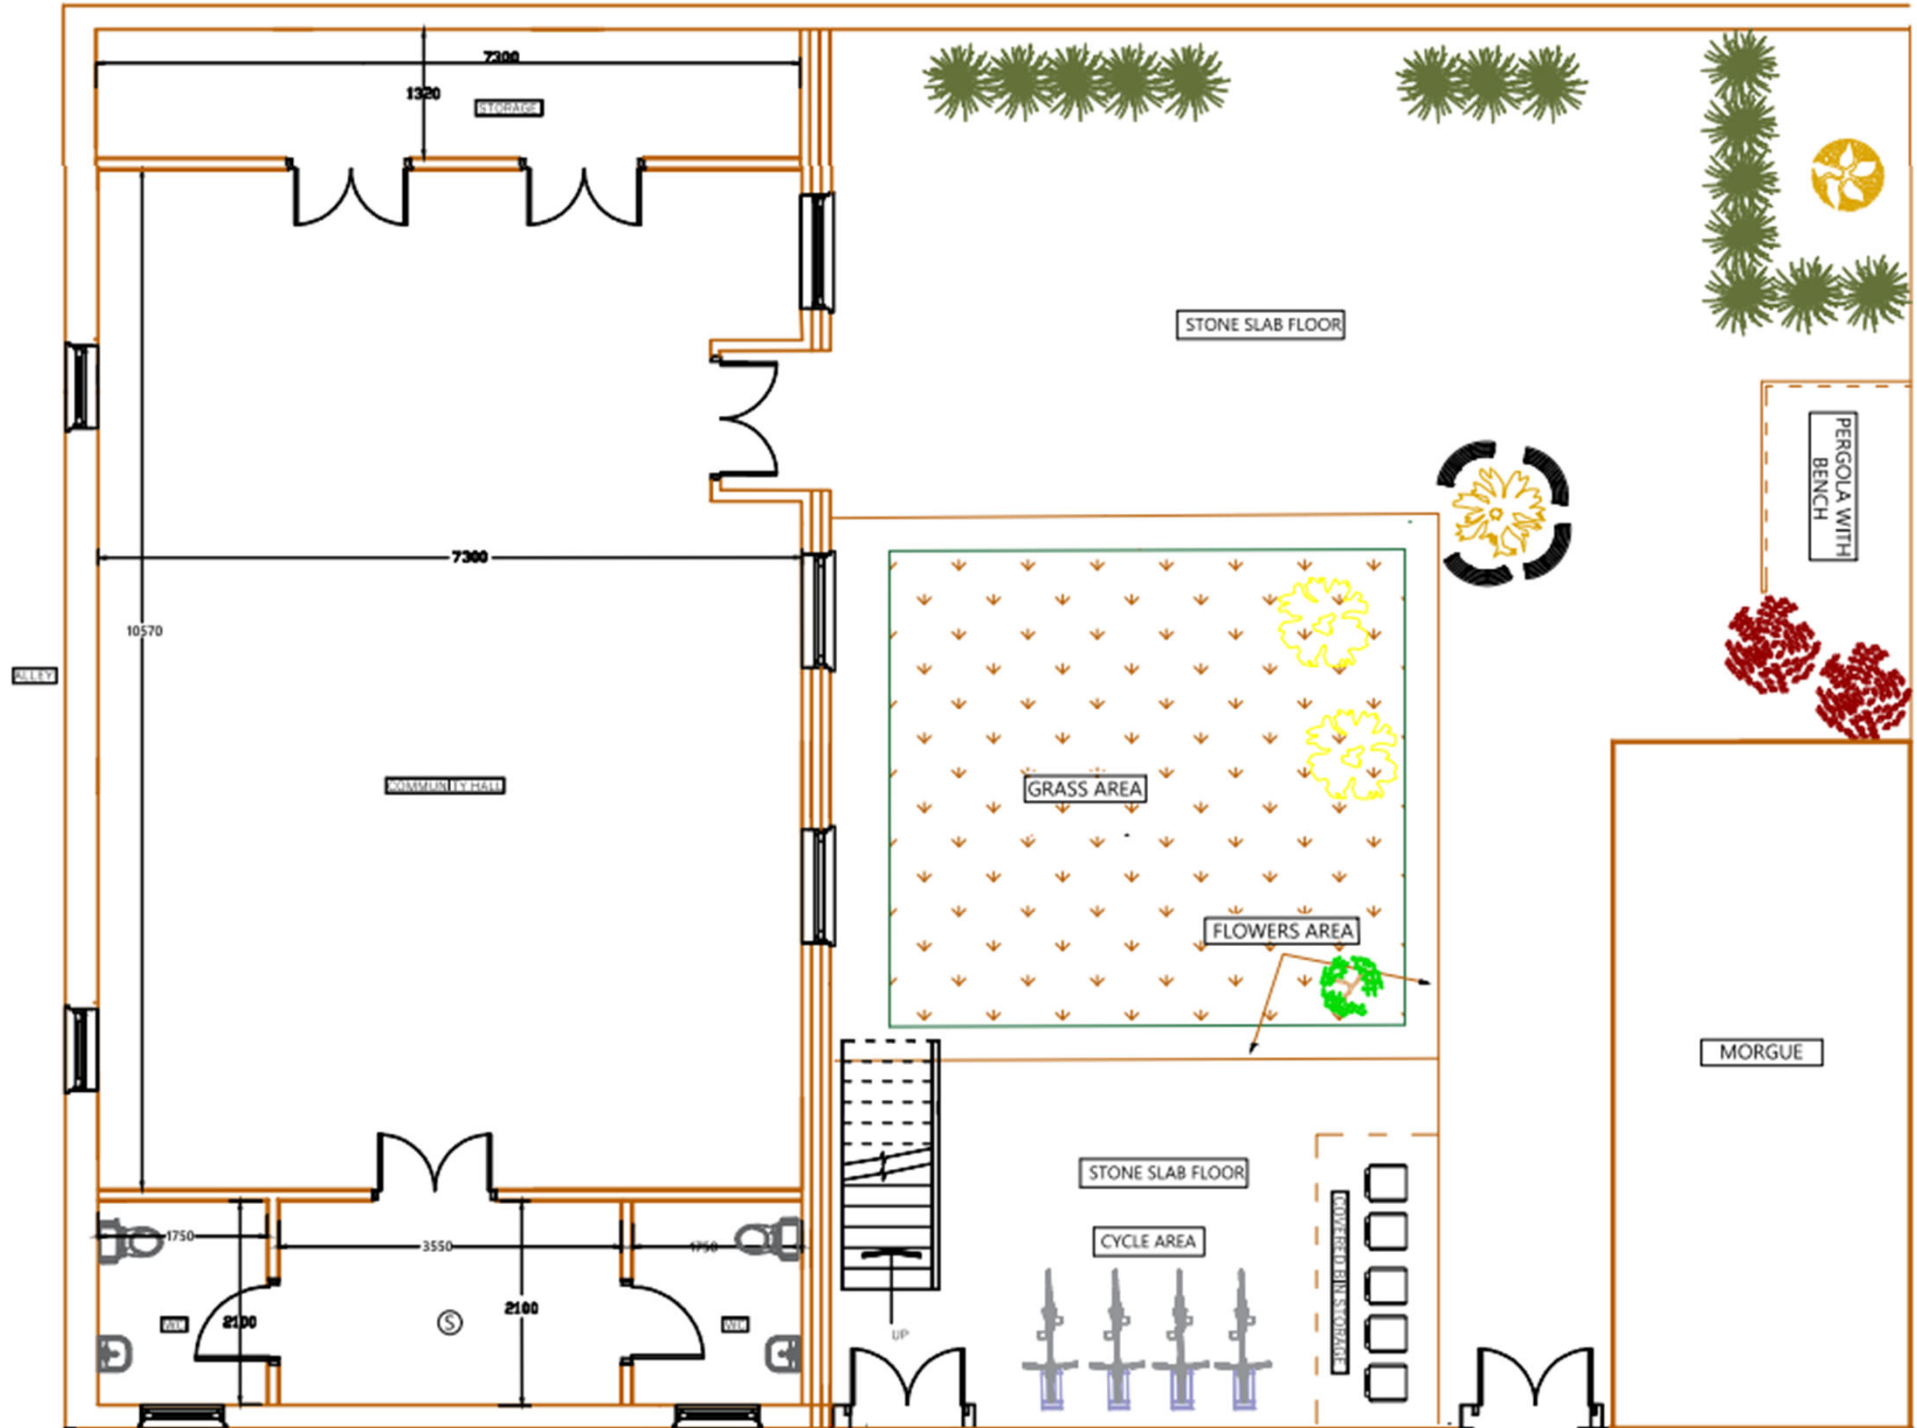 7300
1320
STORAGE
STONE SLAB FLOOR
PERGOLA WITH
BENCH
7300
10570
ALLEY
COMMUNITY HALL
GRASS AREA
FLOWERS AREA
MORGUE
STONE SLAB FLOOR
CYCLE AREA
COVERED BIN STORAGE
1750
3550
1750
2100
2100
WC
S
WC
UP